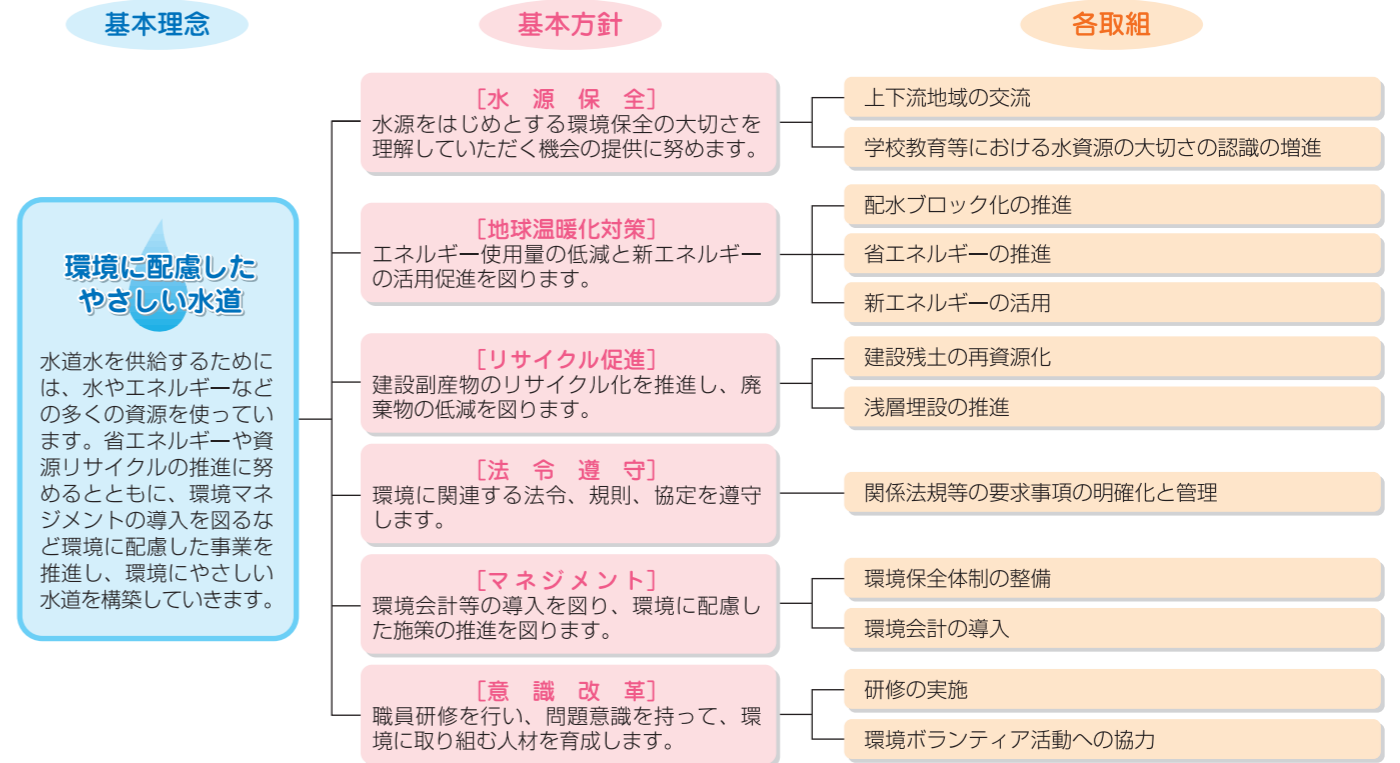 基本理念
基本方針
各取組
環境に配慮した
やさしい水道
水道水を供給するために
は、水やエネルギーなど
の多くの資源を使ってい
ます。省エネルギーや資
源リサイクルの推進に努
めるとともに、環境マネ
ジメントの導入を図るな
ど環境に配慮した事業を
推進し、環境にやさしい
水道を構築していきます。
［水　源　保　全］
水源をはじめとする環境保全の大切さを
理解していただく機会の提供に努めます。
上下流地域の交流
学校教育等における水資源の大切さの認識の増進
［地球温暖化対策］
エネルギー使用量の低減と新エネルギー
の活用促進を図ります。
配水ブロック化の推進
省エネルギーの推進
新エネルギーの活用
［リサイクル促進］
建設副産物のリサイクル化を推進し、廃
棄物の低減を図ります。
建設残土の再資源化
浅層埋設の推進
［法　令　遵　守］
環境に関連する法令、規則、協定を遵守
します。
関係法規等の要求事項の明確化と管理
［マネジメント］
環境会計等の導入を図り、環境に配慮し
た施策の推進を図ります。
環境保全体制の整備
環境会計の導入
［意　識　改　革］
職員研修を行い、問題意識を持って、環
境に取り組む人材を育成します。
研修の実施
環境ボランティア活動への協力